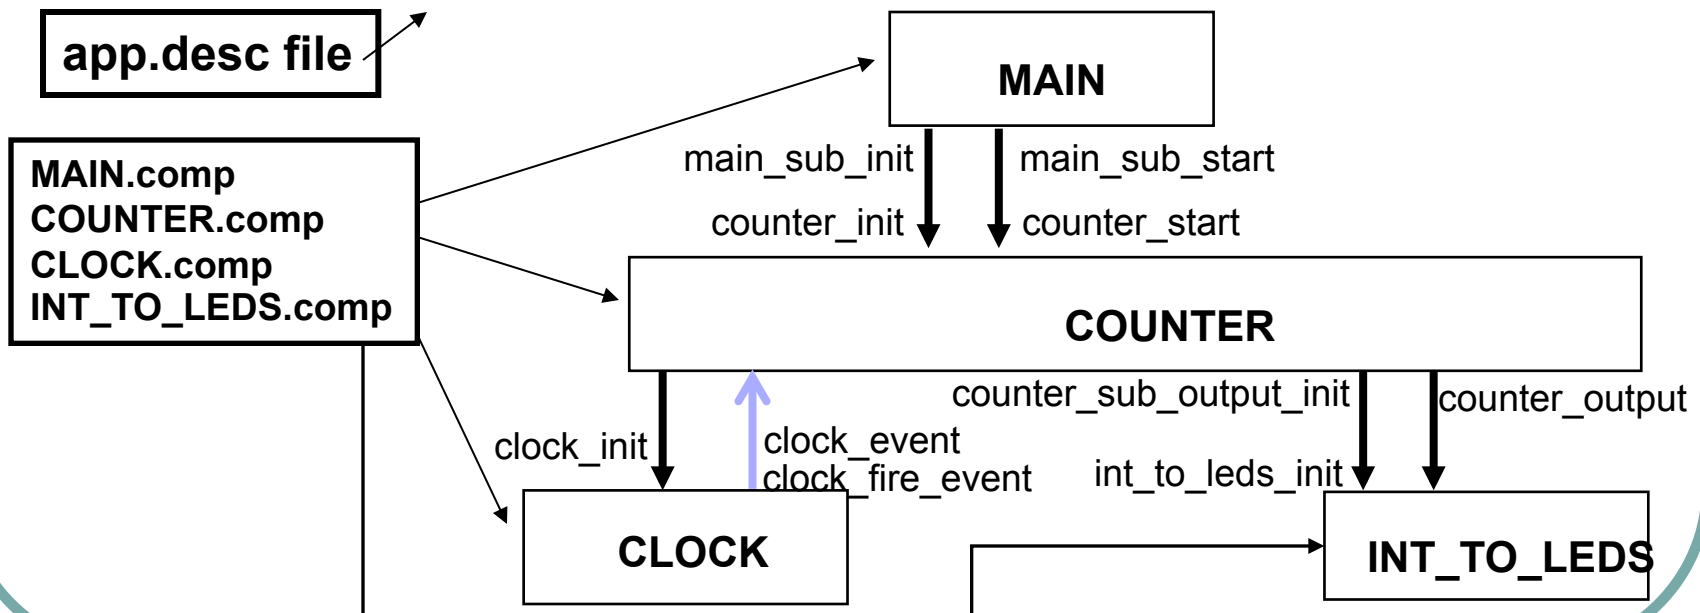 app.desc file
MAIN
MAIN.comp
COUNTER.comp
CLOCK.comp
INT_TO_LEDS.comp
main_sub_init
main_sub_start
counter_init
counter_start
COUNTER
counter_sub_output_init
counter_output
clock_init
clock_event
clock_fire_event
int_to_leds_init
CLOCK
INT_TO_LEDS